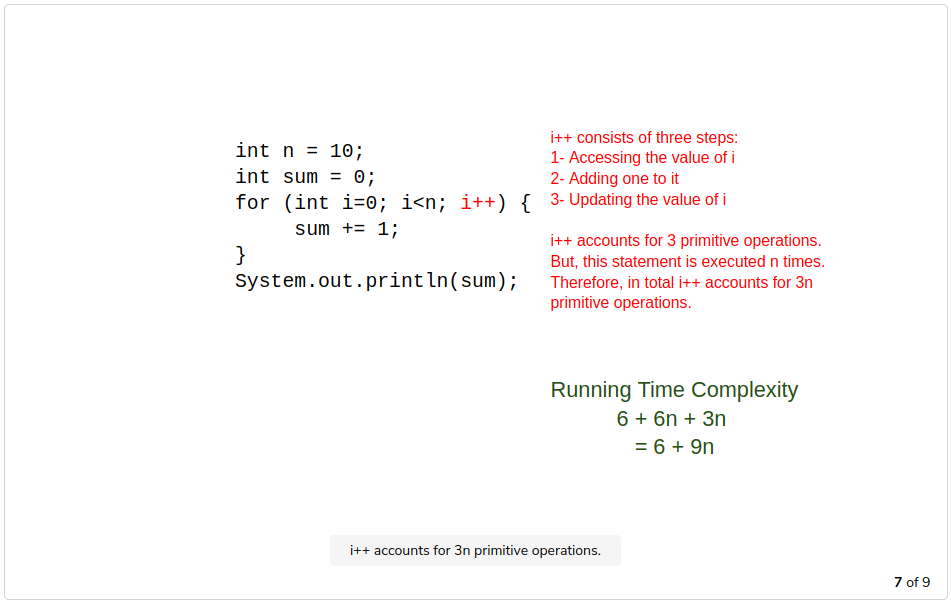 int n = 10;
int sum = 0;
for (int i=0; i<n; i++) {
sum += 1;
}
System.out.println(sum);
i++ consists of three steps:
1- Accessing the value of i
2- Adding one to it
3- Updating the value of i
i++ accounts for 3 primitive operations.
But, this statement is executed n times.
Therefore, in total i++ accounts for 3n
primitive operations.
Running Time Complexity
6 + 6n + 3n
= 6 + 9n
i++ accounts for 3n primitive operations.
7 of 9